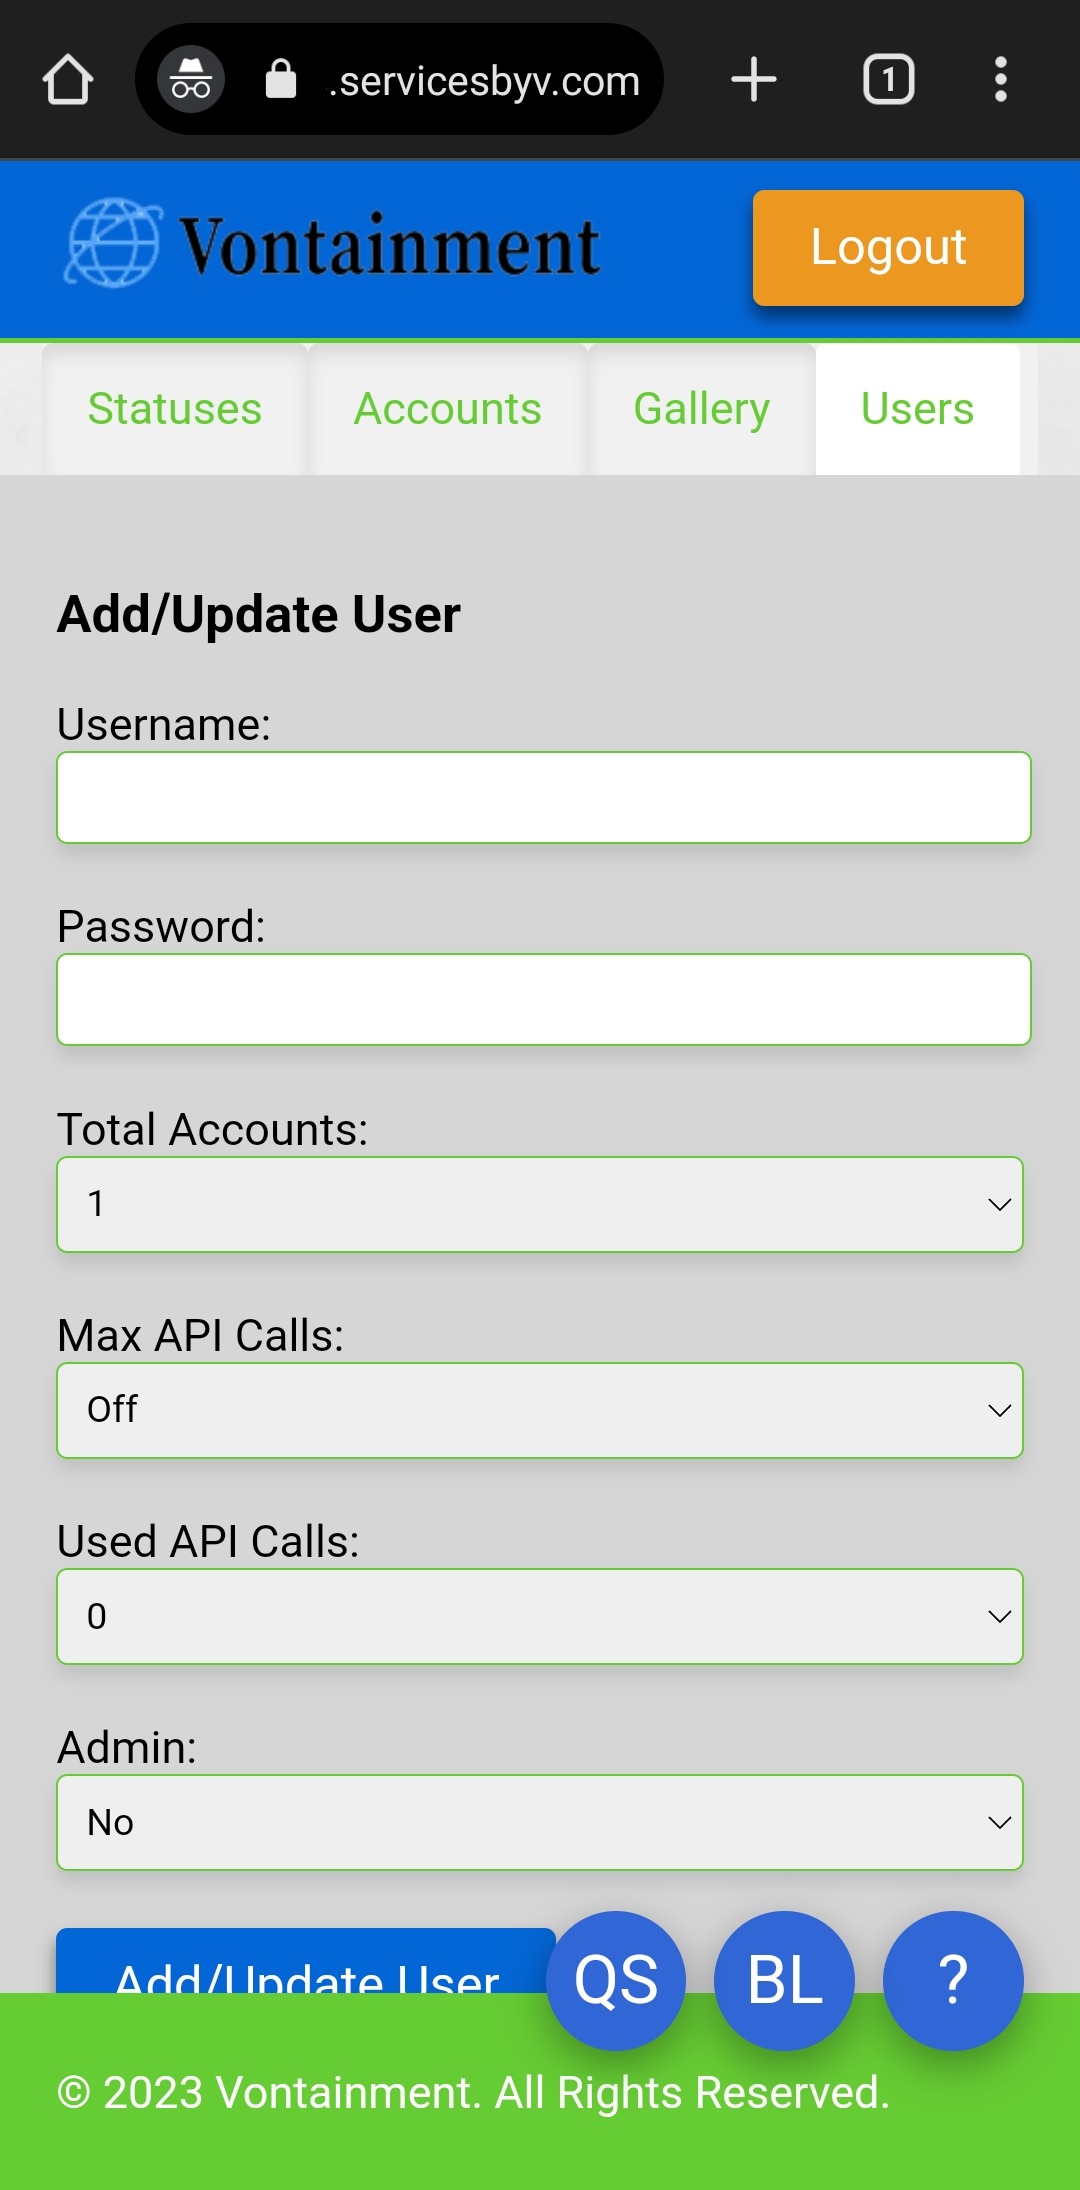 .servicesbyv.com
1
Vontainment
Logout
Statuses
Accounts
Gallery
Users
Add/Update User
Username:
Password:
Total Accounts:
1
Max API Calls:
Off
Used API Calls:
0
Admin:
No
Add/Update User
QS
BL
?
© 2023 Vontainment. All Rights Reserved.